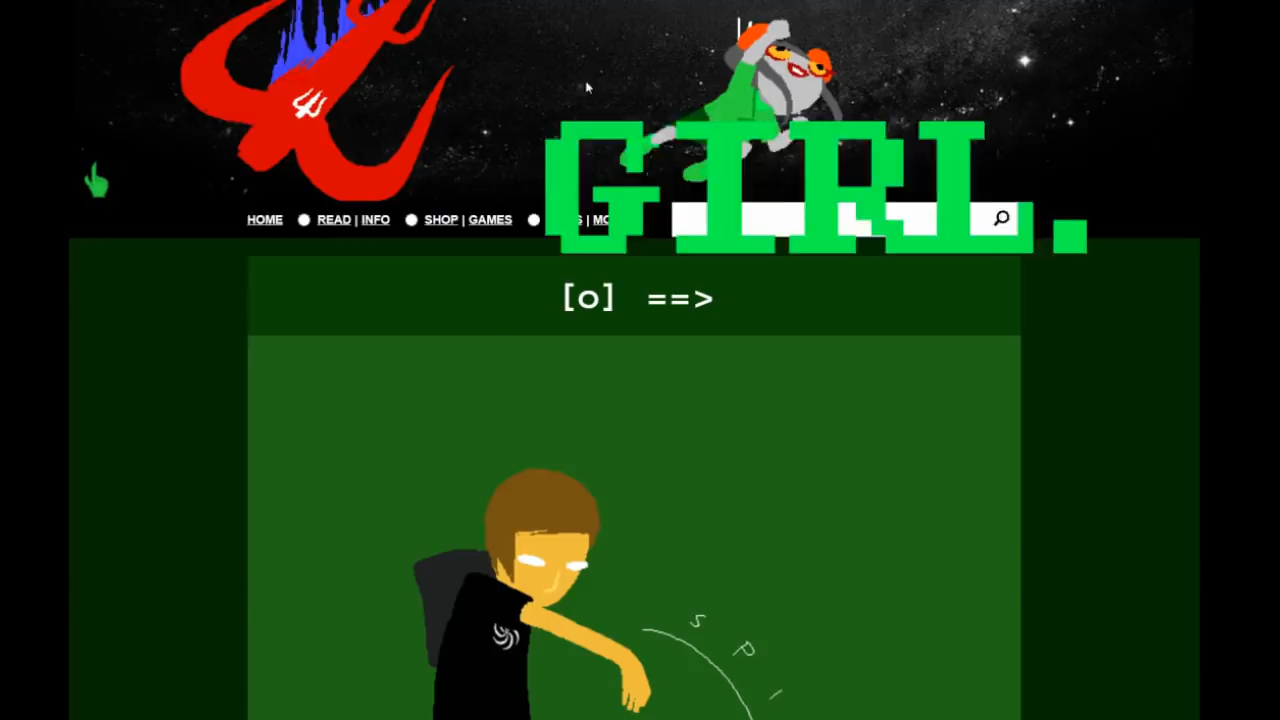 GIRL.
HOME READ | INFO SHOP | GAMES
[o] ==>
S P I